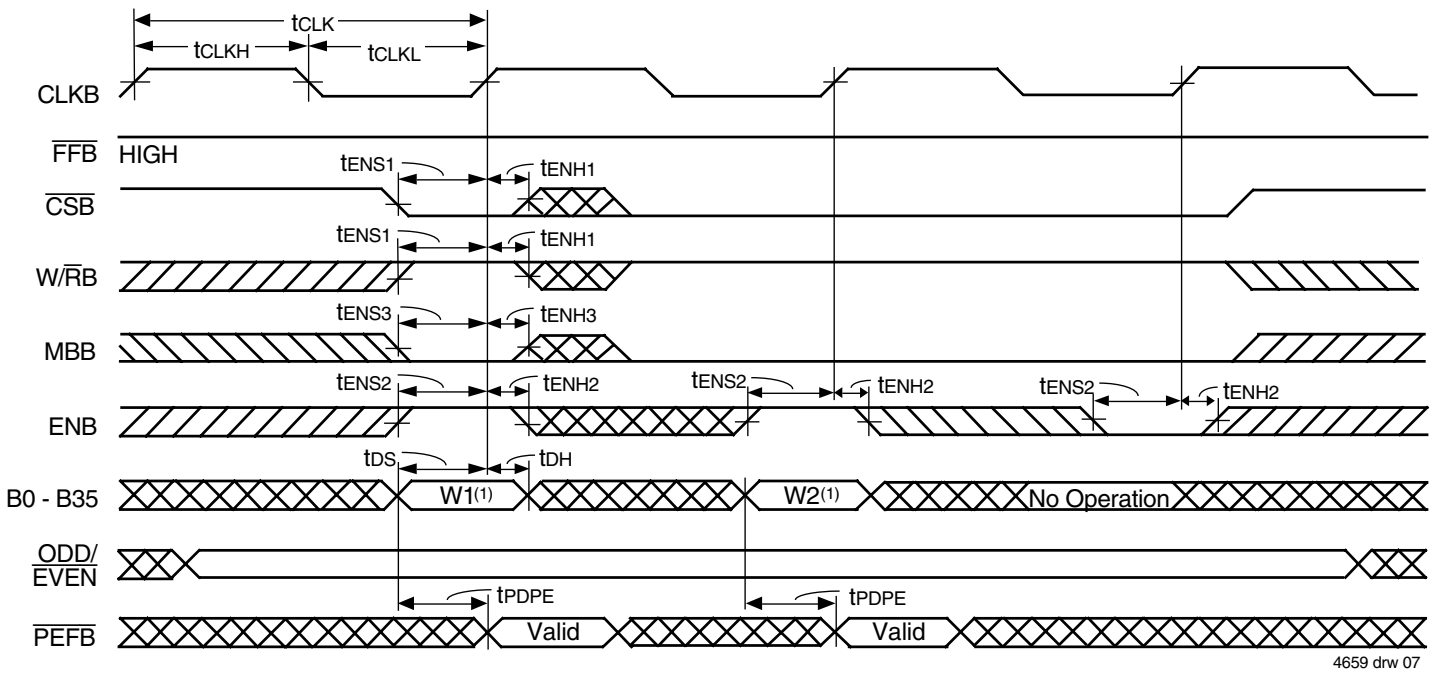 tCLK
tCLKH tCLKL
CLKB
FFB HIGH
tENS1 tENH1
CSB
tENS1 tENH1
W/RB
tENS3 tENH3
MBB
tENS2 tENH2 tENS2 tENH2 tENS2 tENH2
ENB
tDS tDH
B0 - B35 W1(1) W2(1) No Operation
ODD/
EVEN
tPDPE tPDPE
PEFB Valid Valid
4659 drw 07